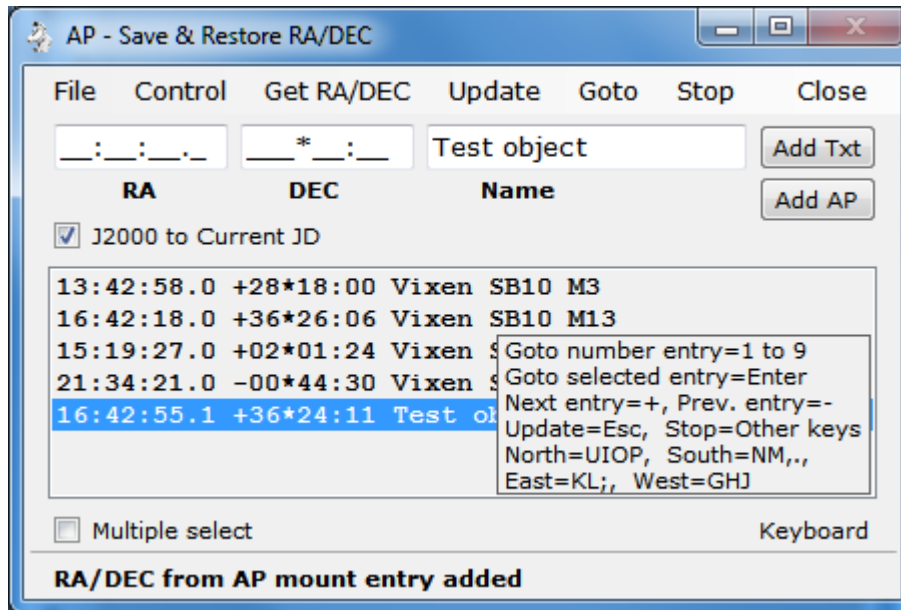 AP - Save & Restore RA/DEC
File Control Get RA/DEC Update Goto Stop Close
__:__:__._ ___*__:__ Test object Add Txt
RA DEC Name Add AP
J2000 to Current JD
13:42:58.0 +28*18:00 Vixen SB10 M3
16:42:18.0 +36*26:06 Vixen SB10 M13
15:19:27.0 +02*01:24 Vixen
21:34:21.0 -00*44:30 Vixen
16:42:55.1 +36*24:11 Test
Goto number entry=1 to 9
Goto selected entry=Enter
Next entry=+, Prev. entry=-
Update=Esc, Stop=Other keys
North=UIOP, South=NM,.,
East=KL;, West=GHJ
Multiple select Keyboard
RA/DEC from AP mount entry added